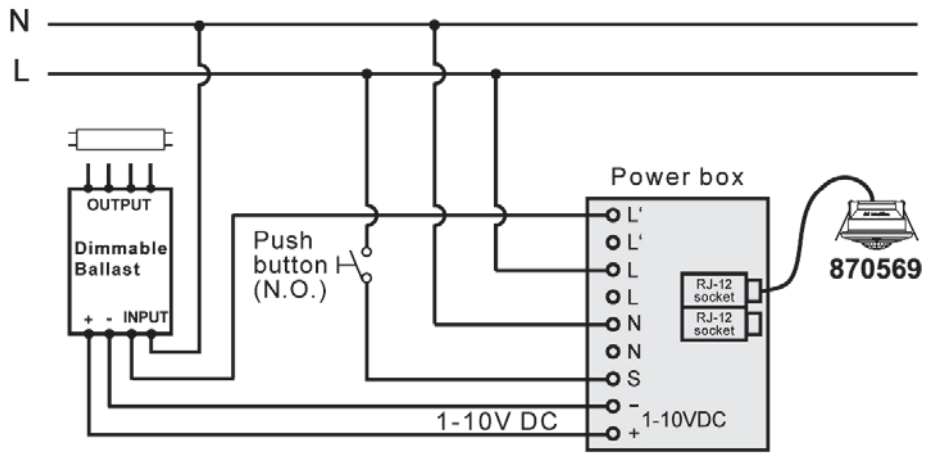 N
L
OUTPUT
Dimmable
Ballast
+ - INPUT
Push
button
(N.O.)
1-10V DC
Power box
L'
L'
L
L
N
N
S
-
+
1-10VDC
RJ-12
socket
RJ-12
socket
870569